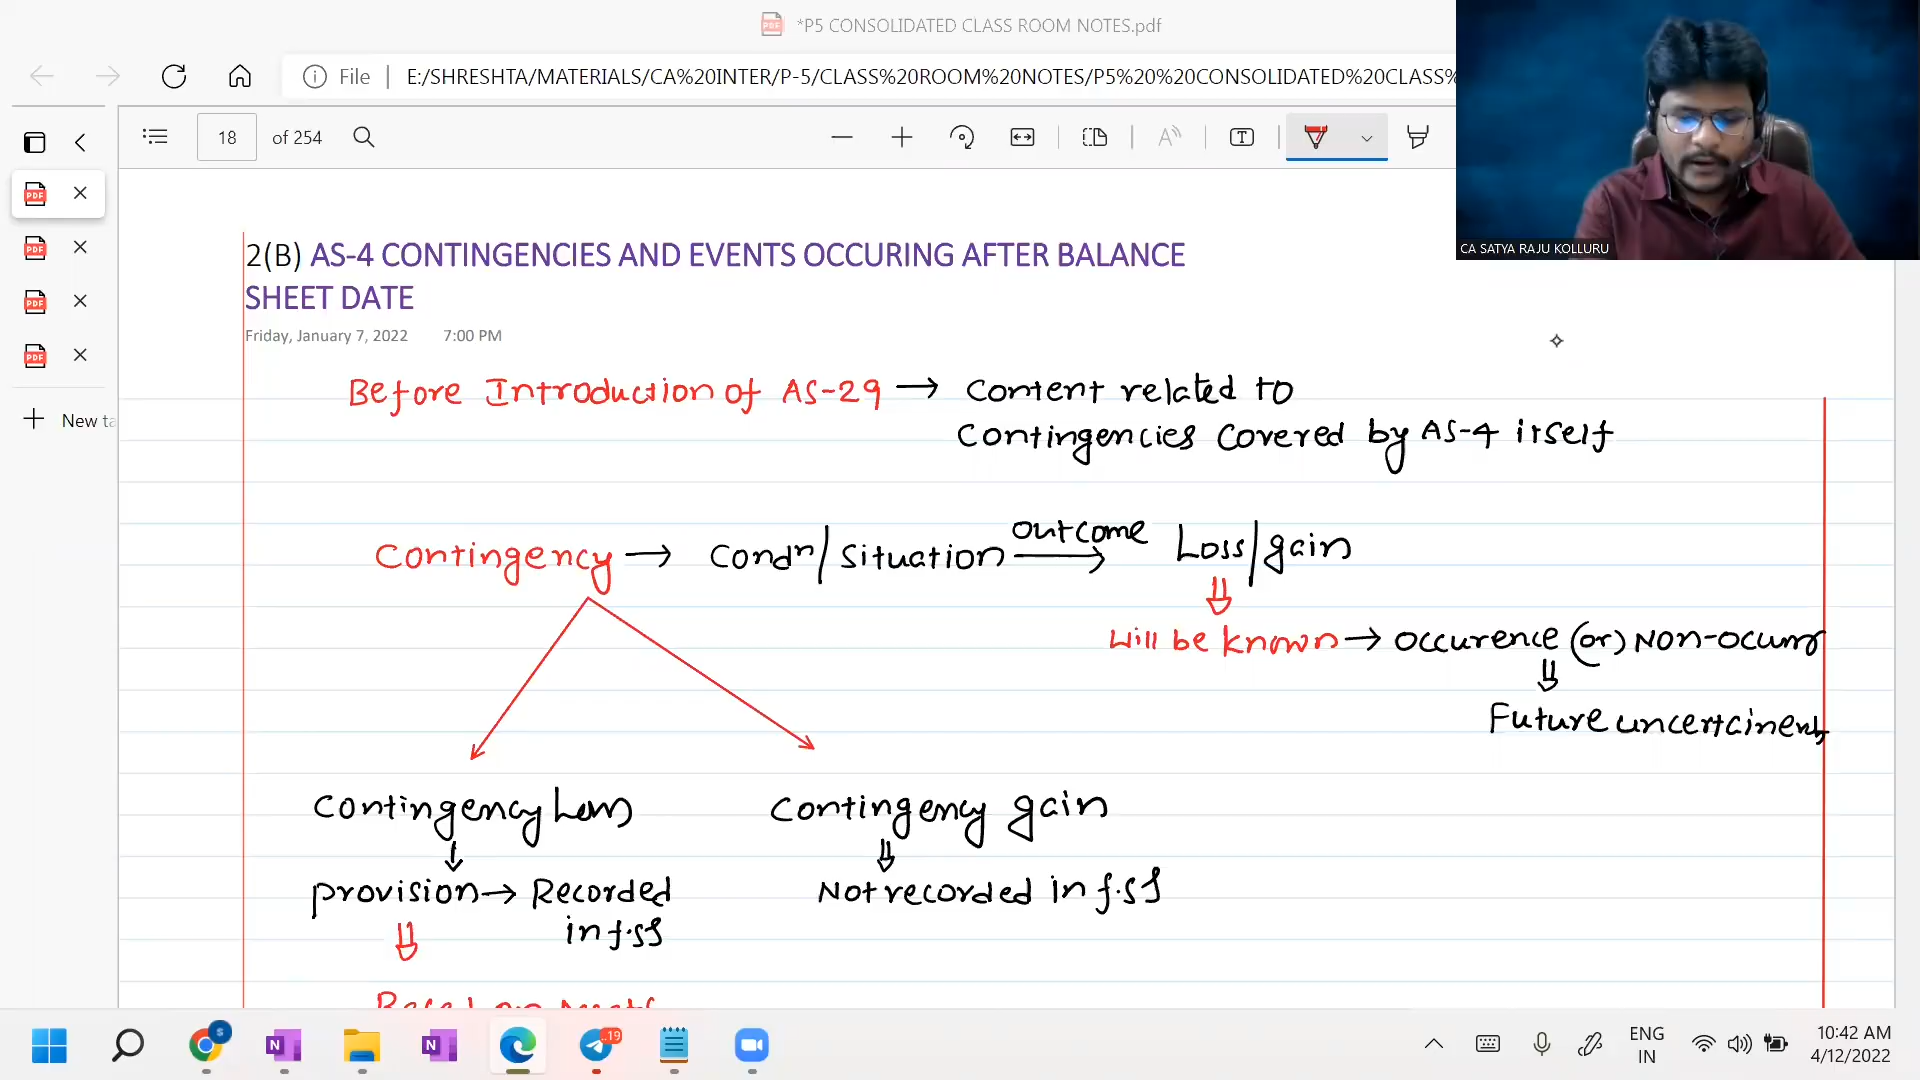 *P5 CONSOLIDATED CLASS ROOM NOTES.pdf
File | E:/SHRESHTA/MATERIALS/CA%20INTER/P-5/CLASS%20ROOM%20NOTES/P5%20%20CONSOLIDATED%20CLASS%
18 of 254
CA SATYA RAJU KOLLURU
2(B) AS-4 CONTINGENCIES AND EVENTS OCCURING AFTER BALANCE
SHEET DATE
Friday, January 7, 2022 7:00 PM
New ta
Before Introduction of AS-29 → Content related to
Contingencies Covered by AS-4 itself
Contingency → Condn/Situation outcome → Loss/gain
Will be known → Occurence (or) Non-
Future
Contingency Loss Contingency gain
provision → Recorded Not recorded in f.ss
in f.ss
19
ENG
IN
10:42 AM
4/12/2022